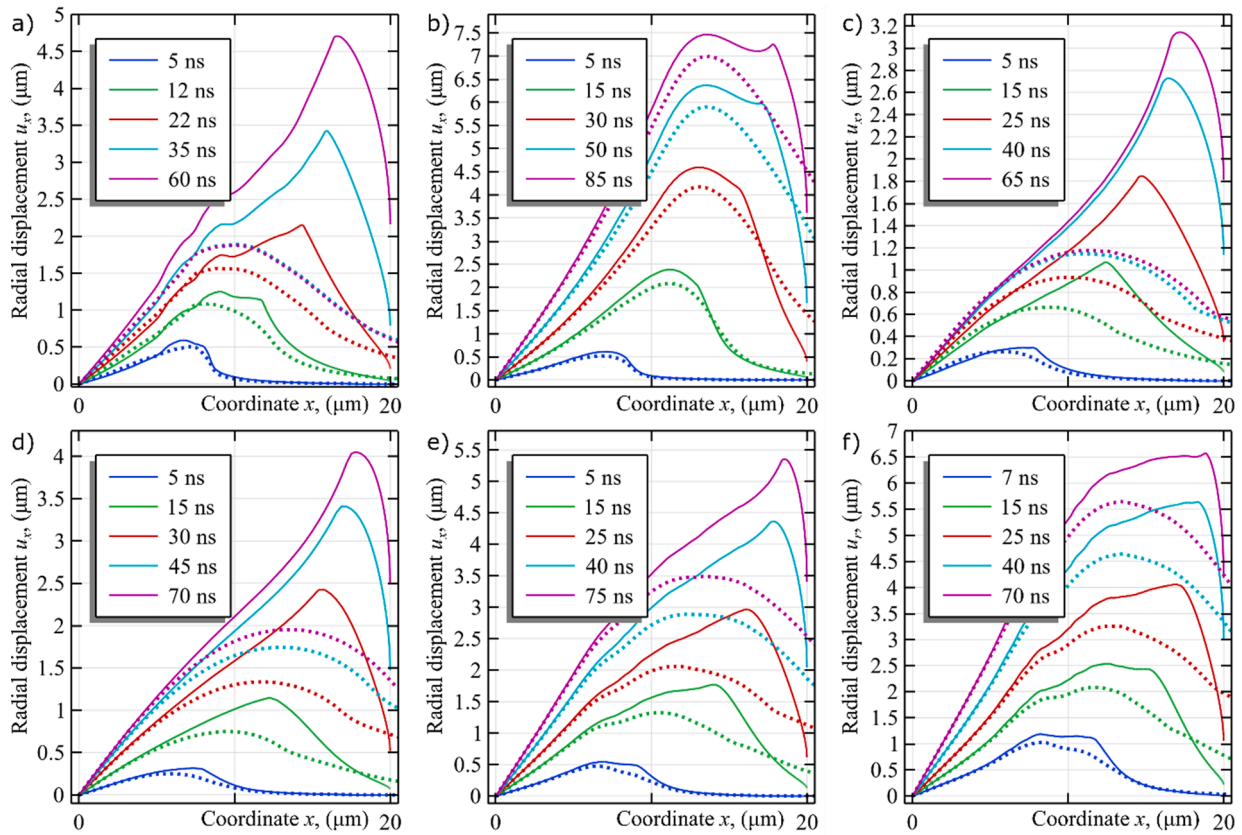 a)
Radial displacement uₓ, (μm)
5
4.5
4
3.5
3
2.5
2
1.5
1
0.5
0
5 ns
12 ns
22 ns
35 ns
60 ns
0
Coordinate x, (μm)
20
b)
Radial displacement uₓ, (μm)
7.5
7
6.5
6
5.5
5
4.5
4
3.5
3
2.5
2
1.5
1
0.5
0
5 ns
15 ns
30 ns
50 ns
85 ns
0
Coordinate x, (μm)
20
c)
Radial displacement uₓ, (μm)
3.2
3
2.8
2.6
2.4
2.2
2
1.8
1.6
1.4
1.2
1
0.8
0.6
0.4
0.2
0
5 ns
15 ns
25 ns
40 ns
65 ns
0
Coordinate x, (μm)
20
d)
Radial displacement uₓ, (μm)
4
3.5
3
2.5
2
1.5
1
0.5
0
5 ns
15 ns
30 ns
45 ns
70 ns
0
Coordinate x, (μm)
20
e)
Radial displacement uₓ, (μm)
5.5
5
4.5
4
3.5
3
2.5
2
1.5
1
0.5
0
5 ns
15 ns
25 ns
40 ns
75 ns
0
Coordinate x, (μm)
20
f)
Radial displacement uᵣ, (μm)
7
6.5
6
5.5
5
4.5
4
3.5
3
2.5
2
1.5
1
0.5
0
7 ns
15 ns
25 ns
40 ns
70 ns
0
Coordinate x, (μm)
20